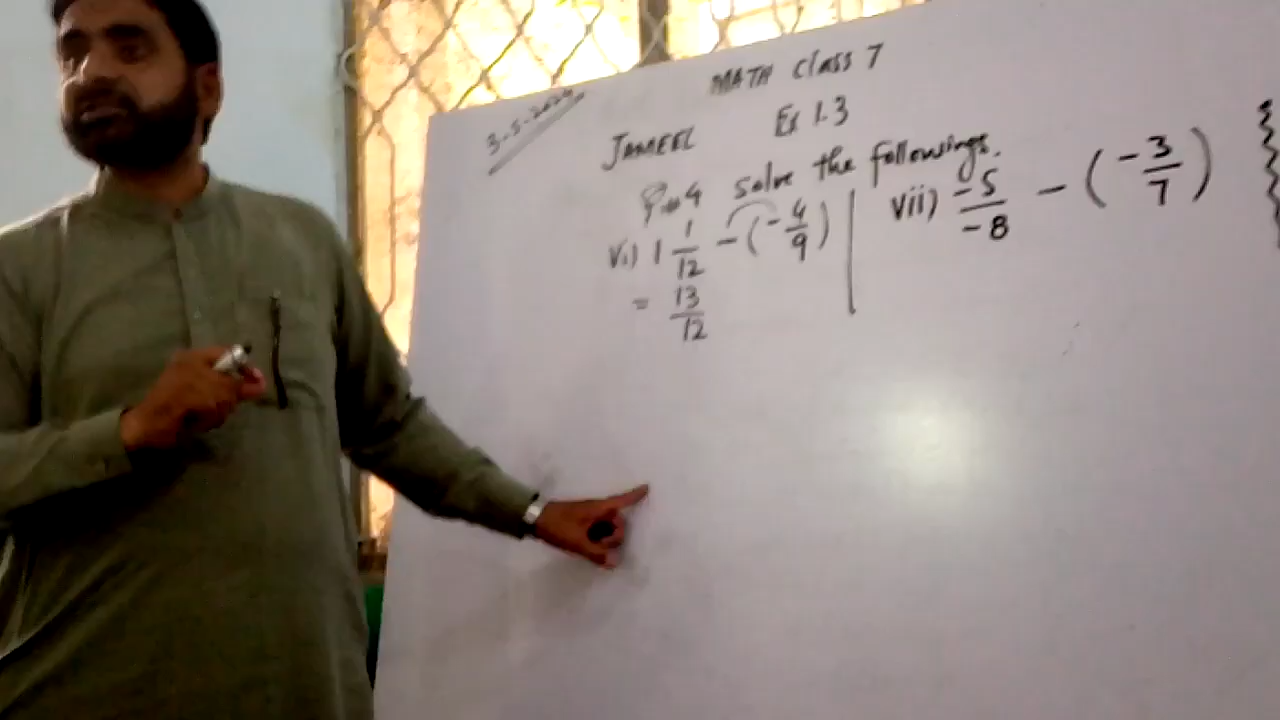 MATH Class 7
3-5-2024
JAMEEL Ex 1.3
Q no 4 Solve the followings.
vi) 1 1/12 - (- 4/9)
= 13/12
vii) -5/-8 - (- 3/7)